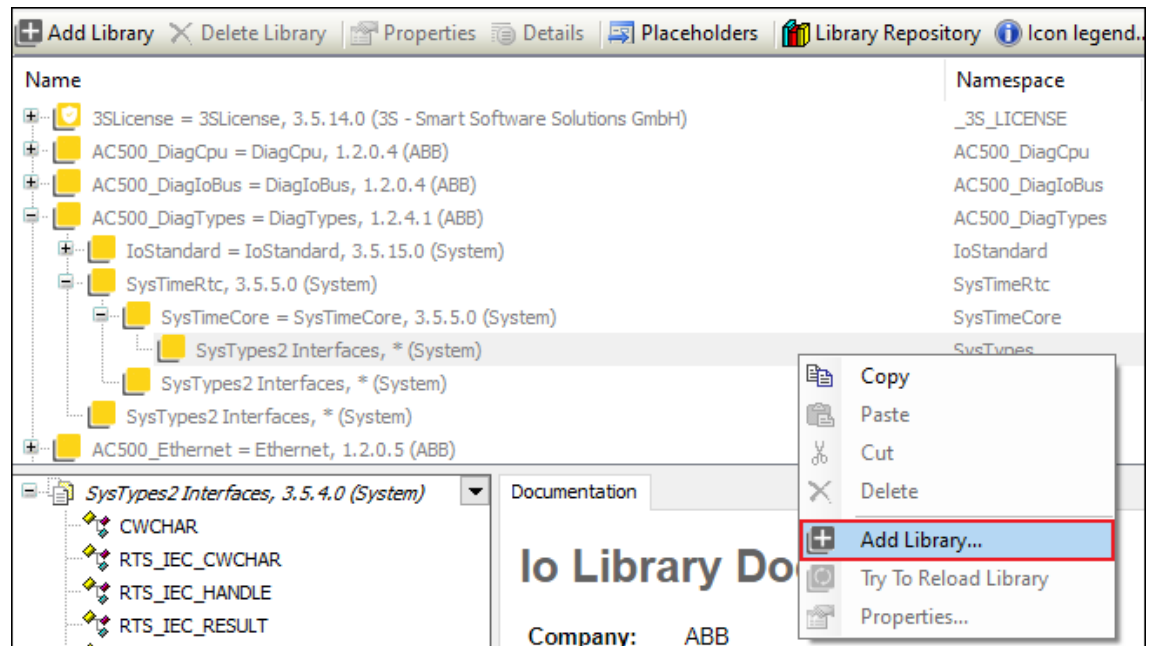 Add Library Delete Library Properties Details Placeholders Library Repository Icon legend..
Name Namespace
3SLicense = 3SLicense, 3.5.14.0 (3S - Smart Software Solutions GmbH) _3S_LICENSE
AC500_DiagCpu = DiagCpu, 1.2.0.4 (ABB) AC500_DiagCpu
AC500_DiagIoBus = DiagIoBus, 1.2.0.4 (ABB) AC500_DiagIoBus
AC500_DiagTypes = DiagTypes, 1.2.4.1 (ABB) AC500_DiagTypes
IoStandard = IoStandard, 3.5.15.0 (System) IoStandard
SysTimeRtc, 3.5.5.0 (System) SysTimeRtc
SysTimeCore = SysTimeCore, 3.5.5.0 (System) SysTimeCore
SysTypes2 Interfaces, * (System) SysTypes
SysTypes2 Interfaces, * (System)
SysTypes2 Interfaces, * (System)
AC500_Ethernet = Ethernet, 1.2.0.5 (ABB)
Copy
Paste
Cut
Delete
Add Library...
Try To Reload Library
Properties...
SysTypes2 Interfaces, 3.5.4.0 (System)
CWCHAR
RTS_IEC_CWCHAR
RTS_IEC_HANDLE
RTS_IEC_RESULT
Documentation
Io Library Do
Company: ABB